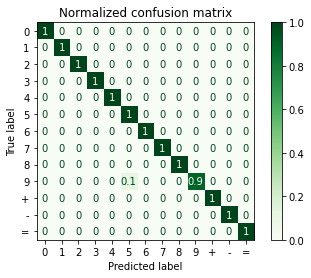 Normalized confusion matrix
0 1 0 0 0 0 0 0 0 0 0 0 0 0
1 0 1 0 0 0 0 0 0 0 0 0 0 0
2 0 0 1 0 0 0 0 0 0 0 0 0 0
3 0 0 0 1 0 0 0 0 0 0 0 0 0
4 0 0 0 0 1 0 0 0 0 0 0 0 0
5 0 0 0 0 0 1 0 0 0 0 0 0 0
6 0 0 0 0 0 0 1 0 0 0 0 0 0
7 0 0 0 0 0 0 0 1 0 0 0 0 0
8 0 0 0 0 0 0 0 0 1 0 0 0 0
9 0 0 0 0 0 0.1 0 0 0 0.9 0 0 0
+ 0 0 0 0 0 0 0 0 0 0 1 0 0
- 0 0 0 0 0 0 0 0 0 0 0 1 0
= 0 0 0 0 0 0 0 0 0 0 0 0 1
0 1 2 3 4 5 6 7 8 9 + - =
Predicted label
True label
1.0
0.8
0.6
0.4
0.2
0.0